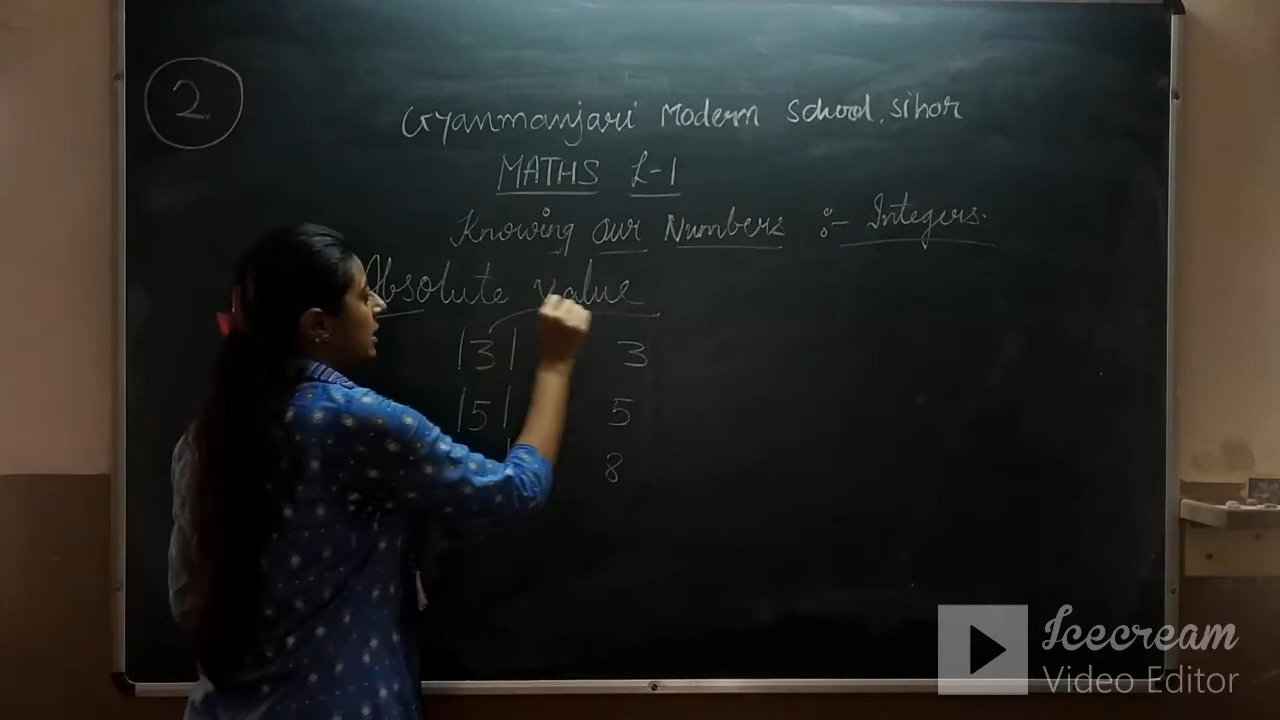 2
Gyanmanjari Modern School, Sihor
MATHS L-1
Knowing our Numbers :- Integers.
Absolute value
|3| 3
|5| 5
8
Icecream
Video Editor